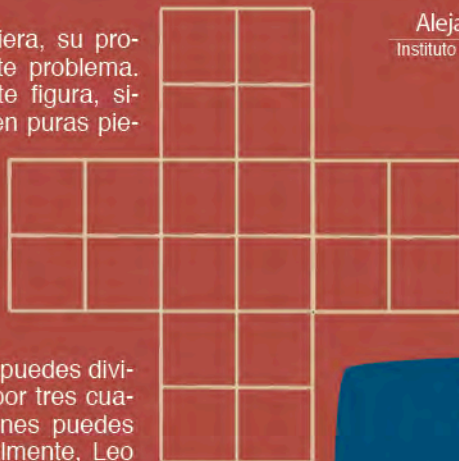 Aleja
Instituto
iera, su pro-
te problema.
te figura, si-
en puras pie-
puedes divi-
por tres cua-
nes puedes
lmente, Leo